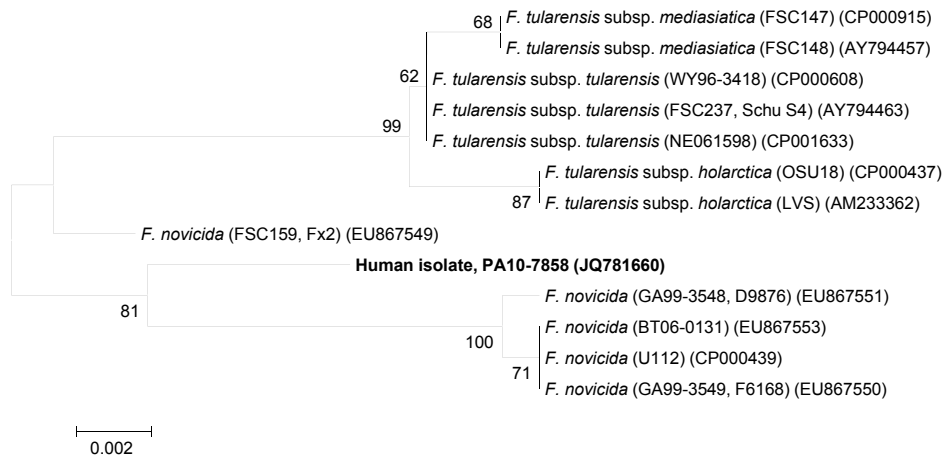 68
F. tularensis subsp. mediasiatica (FSC147) (CP000915)
F. tularensis subsp. mediasiatica (FSC148) (AY794457)
62
F. tularensis subsp. tularensis (WY96-3418) (CP000608)
F. tularensis subsp. tularensis (FSC237, Schu S4) (AY794463)
99
F. tularensis subsp. tularensis (NE061598) (CP001633)
F. tularensis subsp. holarctica (OSU18) (CP000437)
87
F. tularensis subsp. holarctica (LVS) (AM233362)
F. novicida (FSC159, Fx2) (EU867549)
Human isolate, PA10-7858 (JQ781660)
81
F. novicida (GA99-3548, D9876) (EU867551)
F. novicida (BT06-0131) (EU867553)
100
F. novicida (U112) (CP000439)
71
F. novicida (GA99-3549, F6168) (EU867550)
0.002